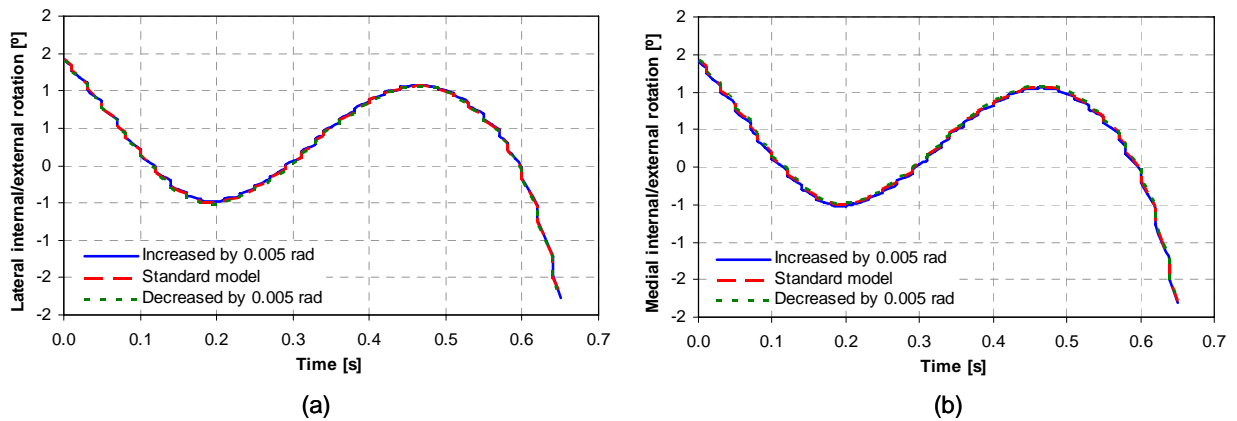 Lateral internal/external rotation [º]
2
2
1
1
0
-1
-1
-2
-2
Increased by 0.005 rad
Standard model
Decreased by 0.005 rad
0.0 0.1 0.2 0.3 0.4 0.5 0.6 0.7
Time [s]
(a)
Medial internal/external rotation [º]
2
2
1
1
0
-1
-1
-2
-2
Increased by 0.005 rad
Standard model
Decreased by 0.005 rad
0.0 0.1 0.2 0.3 0.4 0.5 0.6 0.7
Time [s]
(b)